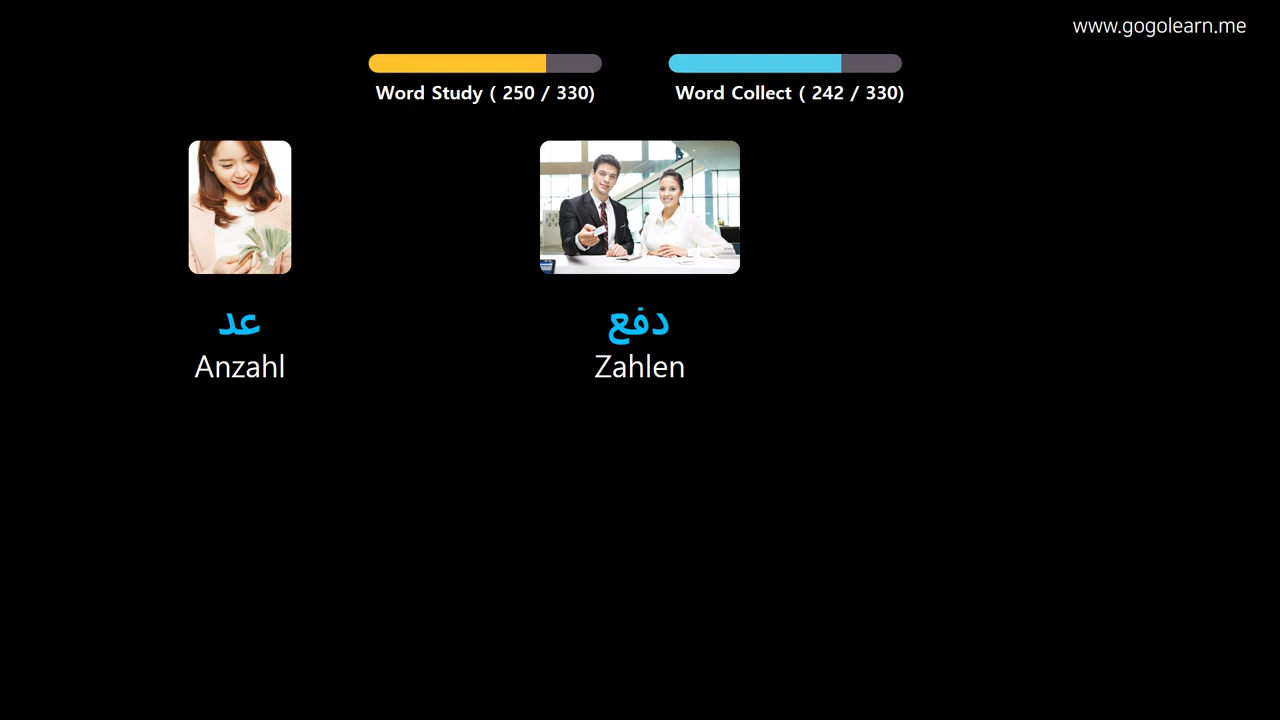 www.gogolearn.me
Word Study ( 250 / 330)
Word Collect ( 242 / 330)
عد
Anzahl
دفع
Zahlen